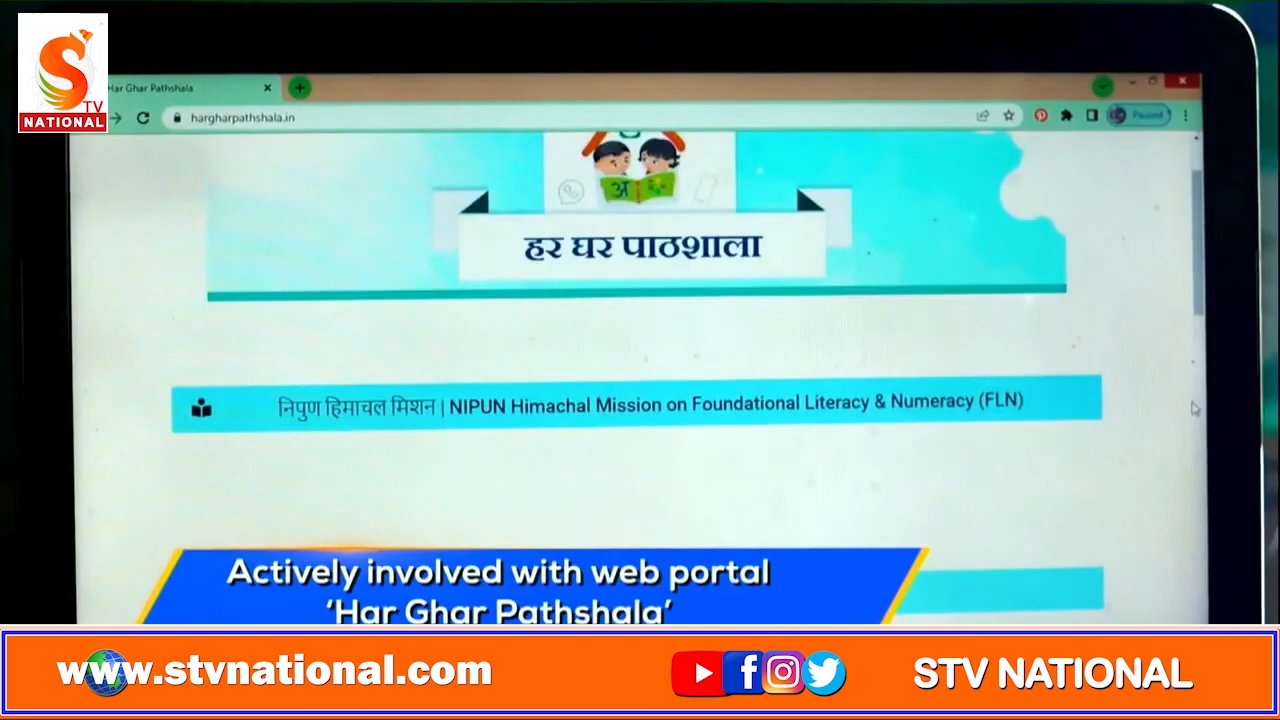 S
TV
NATIONAL
Har Ghar Pathshala
hargharpathshala.in
Paused
अ
हर घर पाठशाला
निपुण हिमाचल मिशन | NIPUN Himachal Mission on Foundational Literacy & Numeracy (FLN)
Actively involved with web portal
‘Har Ghar Pathshala’
www.stvnational.com
STV NATIONAL